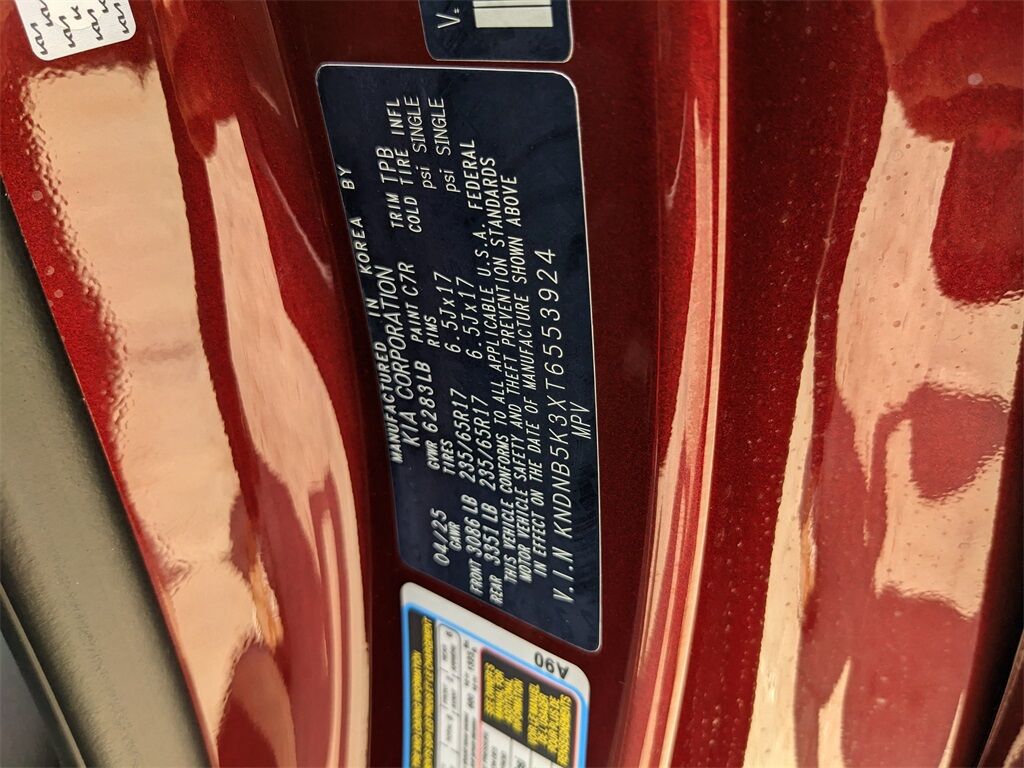 MANUFACTURED IN KOREA BY
KIA CORPORATION
04/25 GVWR 6283LB PAINT C7R TRIM TPB
GAWR TIRES RIMS COLD TIRE INFL
FRONT 3086 LB 235/65R17 6.5Jx17 psi SINGLE
REAR 3351LB 235/65R17 6.5Jx17 psi SINGLE
THIS VEHICLE CONFORMS TO ALL APPLICABLE U.S.A. FEDERAL
MOTOR VEHICLE SAFETY AND THEFT PREVENTION STANDARDS
IN EFFECT ON THE DATE OF MANUFACTURE SHOWN ABOVE
V.I.N KNDNB5K3XT6553924
MPV
V:
A90